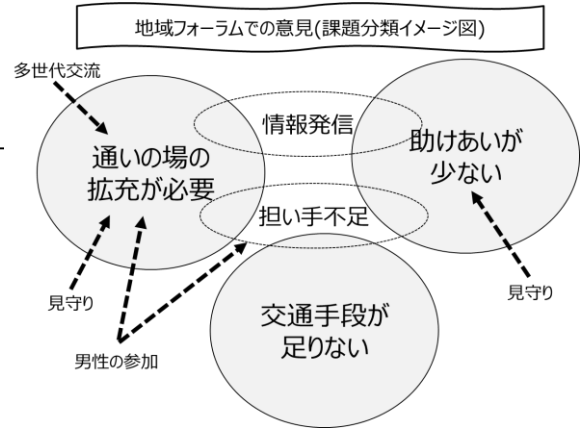 地域フォーラムでの意見(課題分類イメージ図)
多世代交流
情報発信
通いの場の
拡充が必要
助けあいが
少ない
担い手不足
見守り
見守り
交通手段が
足りない
男性の参加